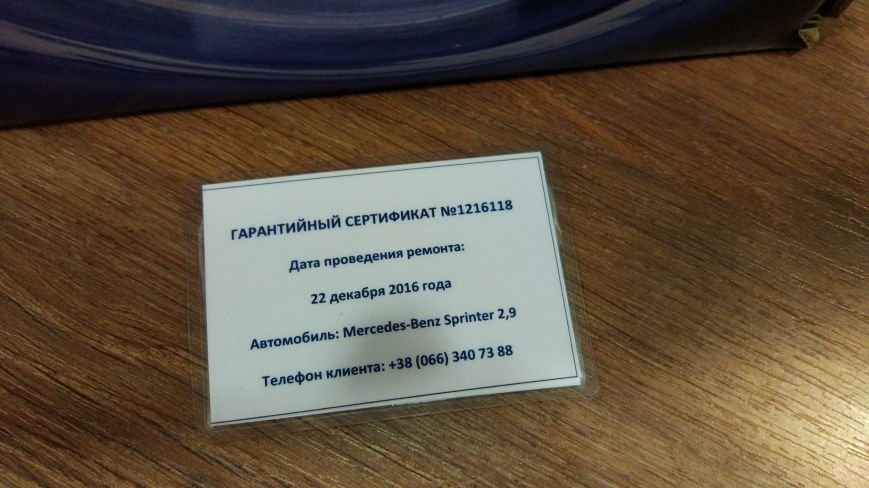 ГАРАНТИЙНЫЙ СЕРТИФИКАТ №1216118
Дата проведения ремонта:
22 декабря 2016 года
Автомобиль: Mercedes-Benz Sprinter 2,9
Телефон клиента: +38 (066) 340 73 88